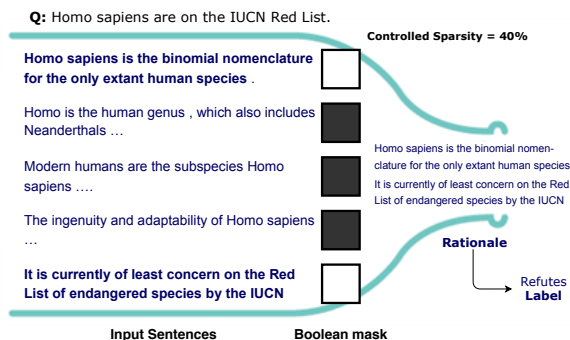 Q: Homo sapiens are on the IUCN Red List.
Controlled Sparsity = 40%
Homo sapiens is the binomial nomenclature
for the only extant human species .
Homo is the human genus , which also includes
Neanderthals …
Modern humans are the subspecies Homo
sapiens ….
The ingenuity and adaptability of Homo sapiens
…
It is currently of least concern on the Red
List of endangered species by the IUCN
Input Sentences
Boolean mask
Homo sapiens is the binomial nomen-
clature for the only extant human species
It is currently of least concern on the Red
List of endangered species by the IUCN
Rationale
Refutes
Label